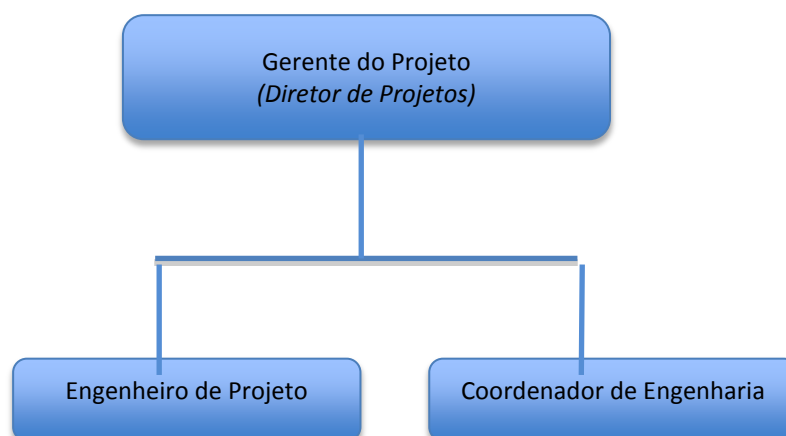 Gerente do Projeto
(Diretor de Projetos)
Engenheiro de Projeto
Coordenador de Engenharia